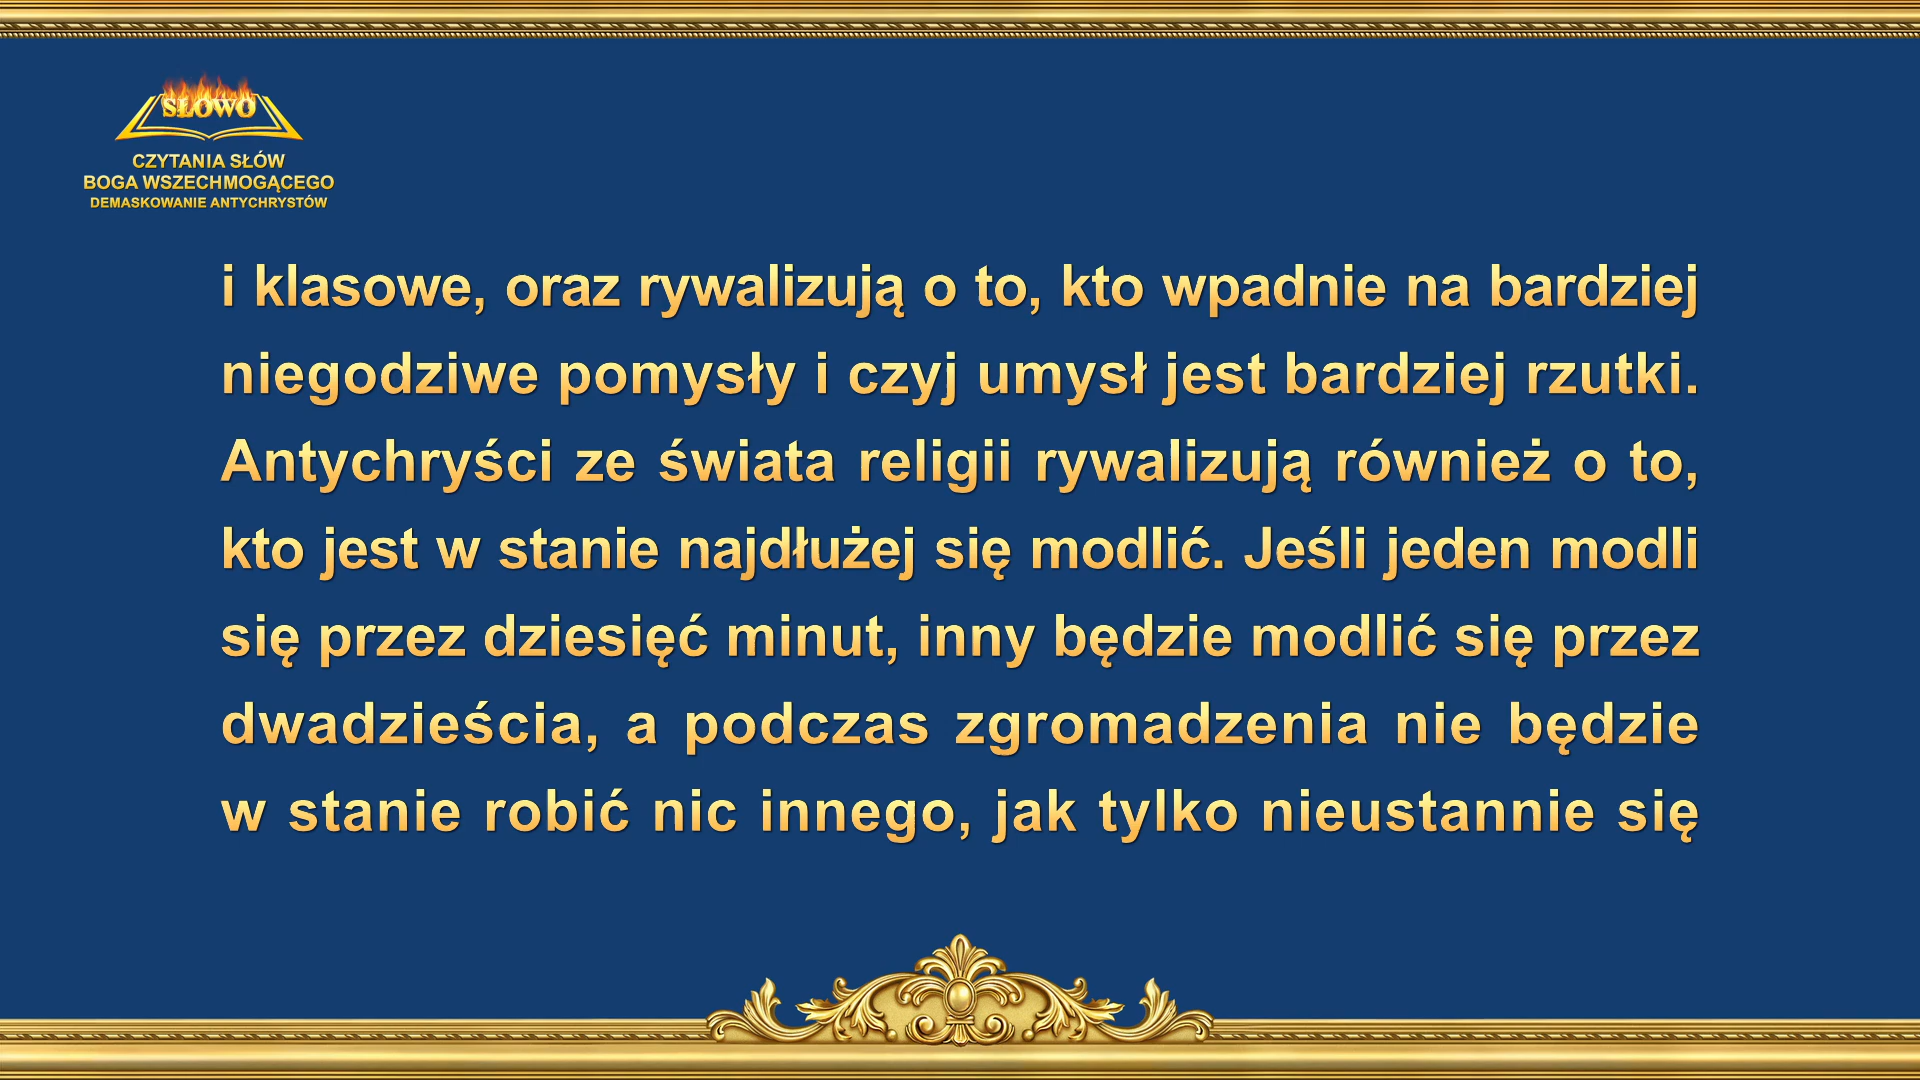 SŁOWO
CZYTANIA SŁÓW
BOGA WSZECHMOGĄCEGO
DEMASKOWANIE ANTYCHRYSTÓW
i klasowe, oraz rywalizują o to, kto wpadnie na bardziej
niegodziwe pomysły i czyj umysł jest bardziej rzutki.
Antychryści ze świata religii rywalizują również o to,
kto jest w stanie najdłużej się modlić. Jeśli jeden modli
się przez dziesięć minut, inny będzie modlić się przez
dwadzieścia, a podczas zgromadzenia nie będzie
w stanie robić nic innego, jak tylko nieustannie się